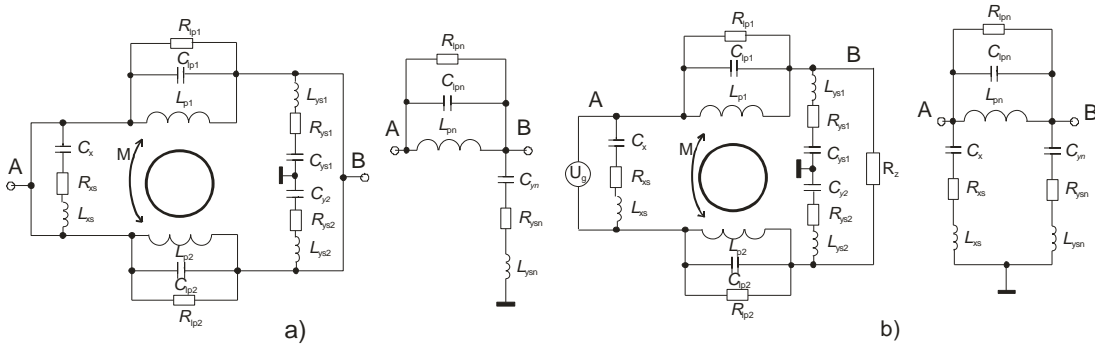 R_lp1
C_lp1
L_p1
A
C_x
R_xs
L_xs
M
L_ys1
R_ys1
C_ys1
C_y2
R_ys2
L_ys2
B
L_p2
C_lp2
R_lp2
a)
R_lpn
C_lpn
L_pn
A
B
C_yn
R_ysn
L_ysn
R_lp1
C_lp1
L_p1
A
B
U_g
C_x
R_xs
L_xs
M
L_ys1
R_ys1
C_ys1
C_y2
R_ys2
L_ys2
R_z
L_p2
C_lp2
R_lp2
b)
R_lpn
C_lpn
L_pn
A
B
C_x
R_xs
L_xs
C_yn
R_ysn
L_ysn